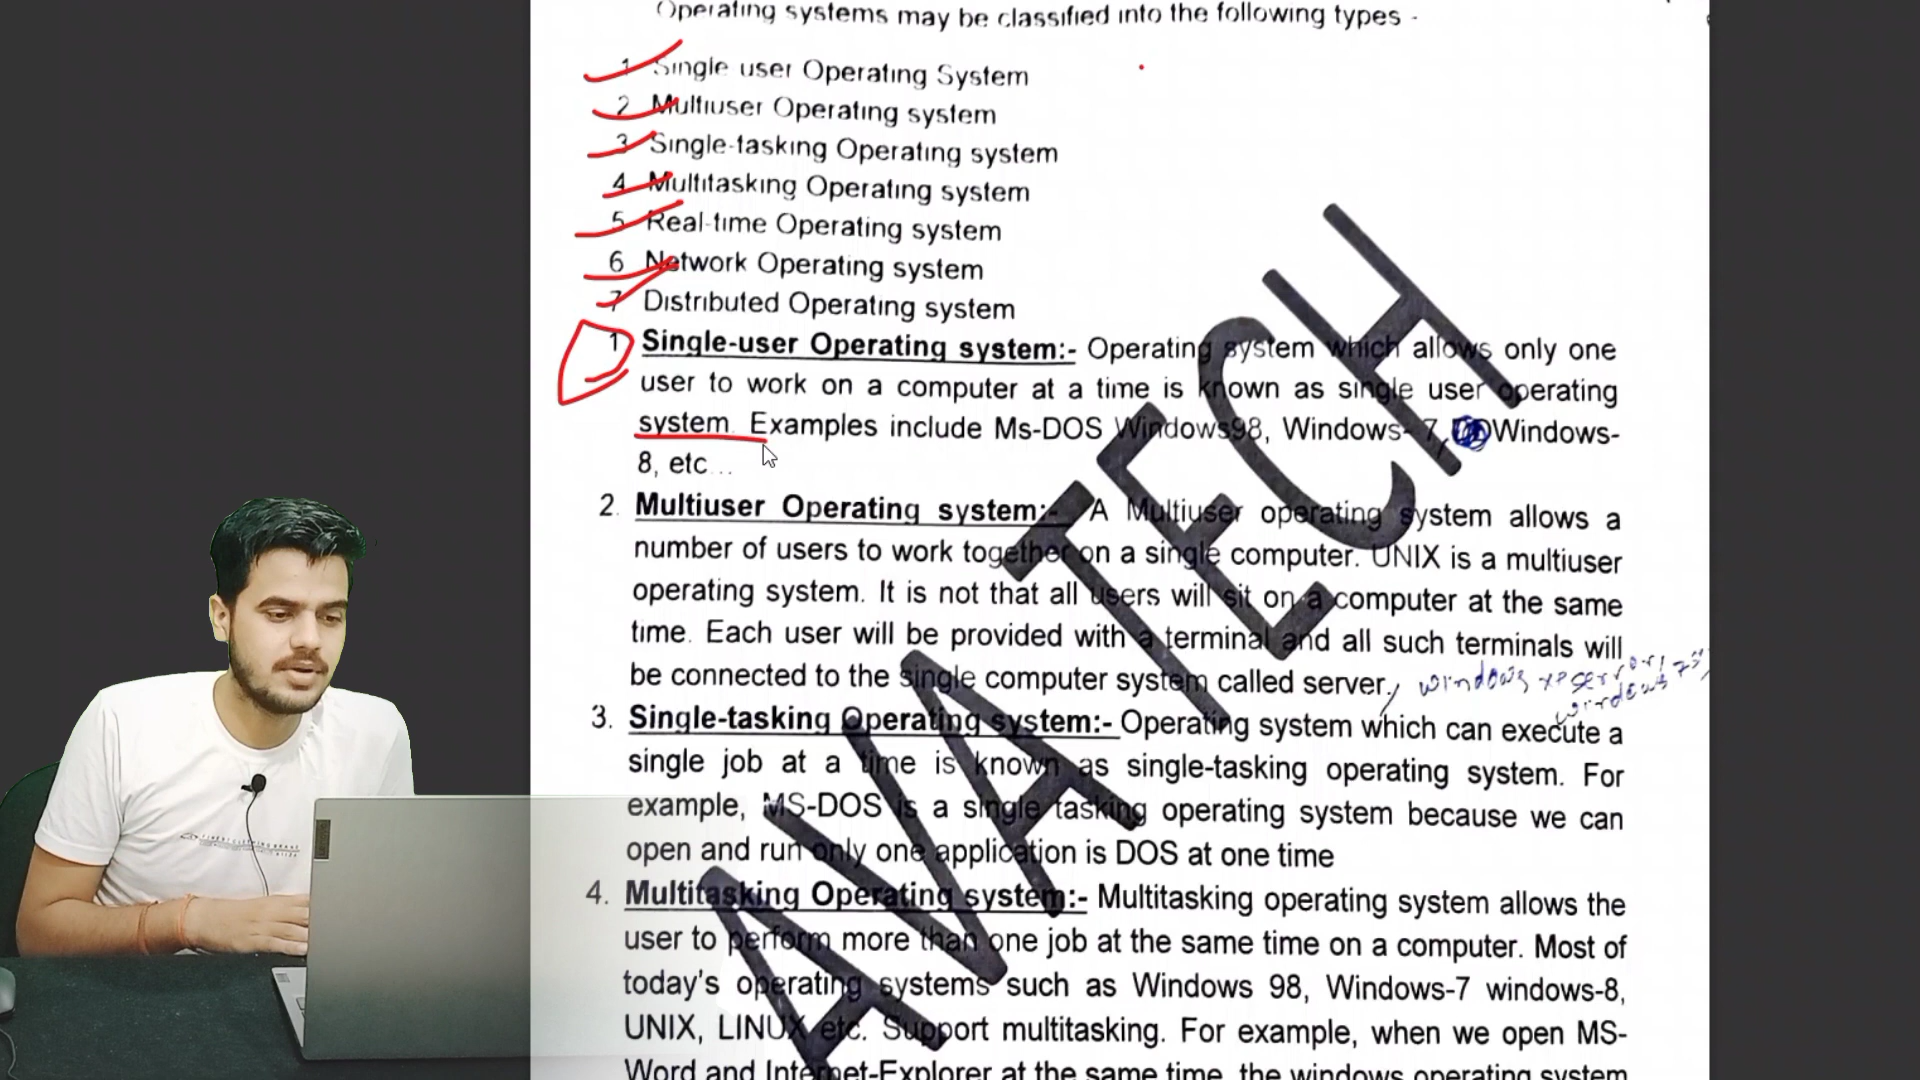 Operating systems may be classified into the following types -
1 Single user Operating System
2 Multiuser Operating system
3 Single-tasking Operating system
4 Multitasking Operating system
5 Real-time Operating system
6 Network Operating system
7 Distributed Operating system
1 Single-user Operating system:- Operating system which allows only one
user to work on a computer at a time is known as single user operating
system. Examples include Ms-DOS Windows98, Windows- 7, Windows-
8, etc...
2. Multiuser Operating system:- A Multiuser operating system allows a
number of users to work together on a single computer. UNIX is a multiuser
operating system. It is not that all users will sit on a computer at the same
time. Each user will be provided with a terminal and all such terminals will
be connected to the single computer system called server, windows xp
windows
3. Single-tasking Operating system:- Operating system which can execute a
single job at a time is known as single-tasking operating system. For
example, MS-DOS is a single tasking operating system because we can
open and run only one application is DOS at one time
4. Multitasking Operating system:- Multitasking operating system allows the
user to perform more than one job at the same time on a computer. Most of
today's operating systems such as Windows 98, Windows-7 windows-8,
UNIX, LINUX etc. Support multitasking. For example, when we open MS-
Word and Internet-Explorer at the same time, the windows operating system
AVA TECH